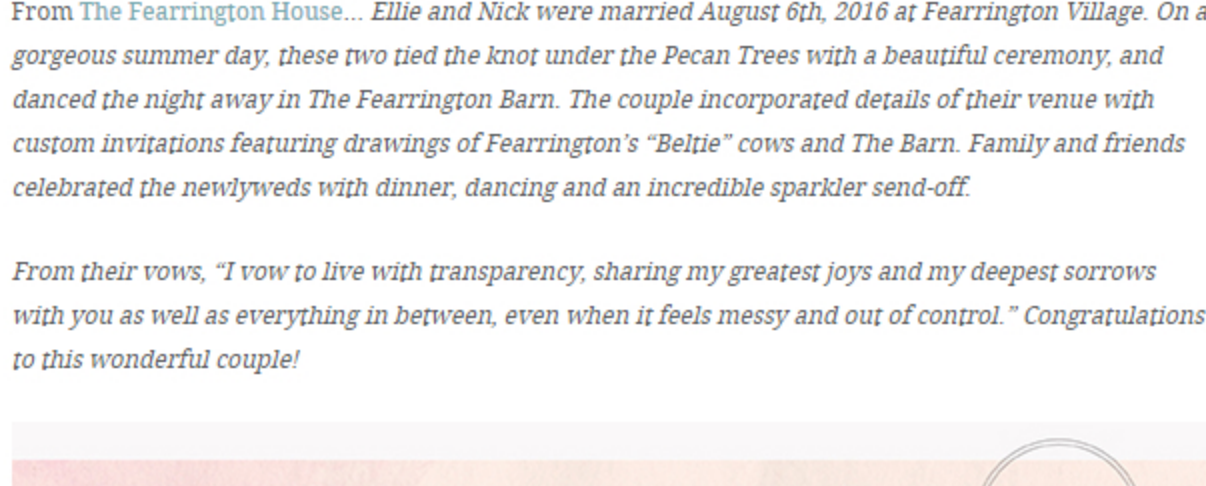 From The Fearrington House... Ellie and Nick were married August 6th, 2016 at Fearrington Village. On a
gorgeous summer day, these two tied the knot under the Pecan Trees with a beautiful ceremony, and
danced the night away in The Fearrington Barn. The couple incorporated details of their venue with
custom invitations featuring drawings of Fearrington’s “Beltie” cows and The Barn. Family and friends
celebrated the newlyweds with dinner, dancing and an incredible sparkler send-off.
From their vows, “I vow to live with transparency, sharing my greatest joys and my deepest sorrows
with you as well as everything in between, even when it feels messy and out of control.” Congratulations
to this wonderful couple!